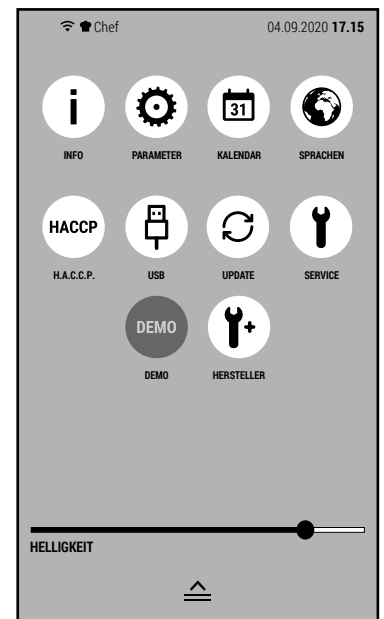 Chef 04.09.2020 17.15
i 31
INFO PARAMETER KALENDAR SPRACHEN
HACCP
H.A.C.C.P. USB UPDATE SERVICE
DEMO
DEMO HERSTELLER
HELLIGKEIT